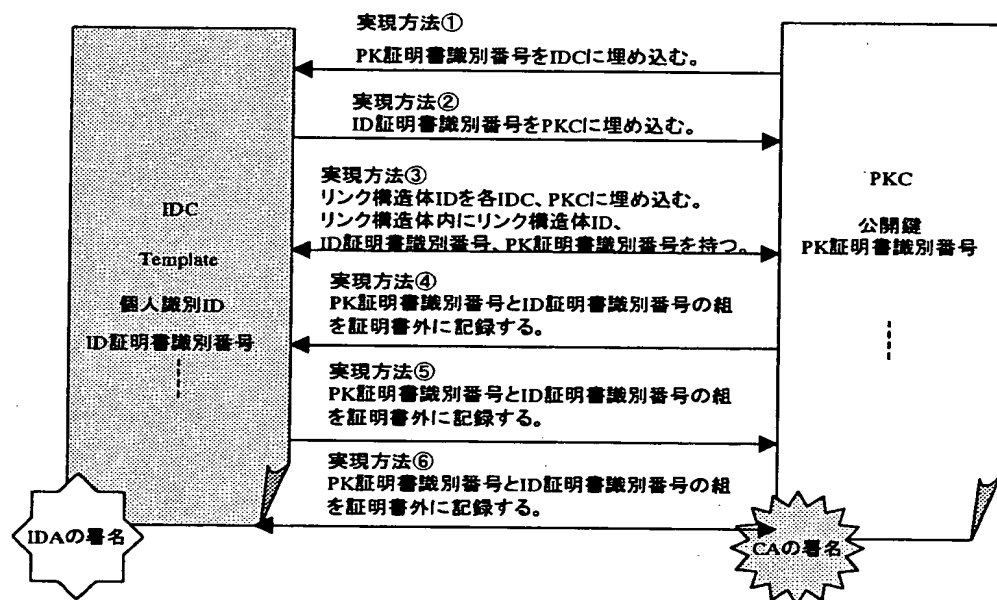 実現方法①
PK証明書識別番号をIDCに埋め込む。
実現方法②
ID証明書識別番号をPKCに埋め込む。
実現方法③
リンク構造体IDを各IDC、PKCに埋め込む。
リンク構造体内にリンク構造体ID、
ID証明書識別番号、PK証明書識別番号を持つ。
実現方法④
PK証明書識別番号とID証明書識別番号の組
を証明書外に記録する。
実現方法⑤
PK証明書識別番号とID証明書識別番号の組
を証明書外に記録する。
実現方法⑥
PK証明書識別番号とID証明書識別番号の組
を証明書外に記録する。
IDC
Template
個人識別ID
ID証明書識別番号
IDAの署名
PKC
公開鍵
PK証明書識別番号
CAの署名